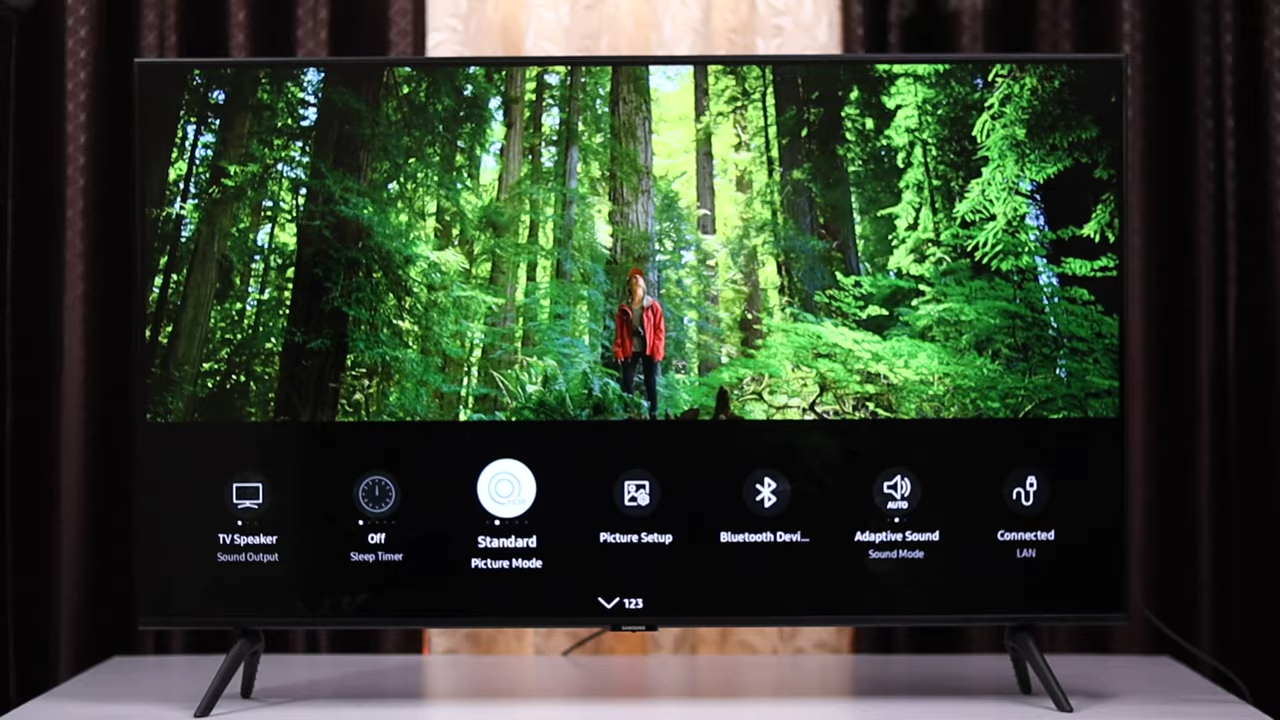 TV Speaker
Sound Output
Off
Sleep Timer
Standard
Picture Mode
Picture Setup
Bluetooth Devi...
AUTO
Adaptive Sound
Sound Mode
Connected
LAN
123
SAMSUNG